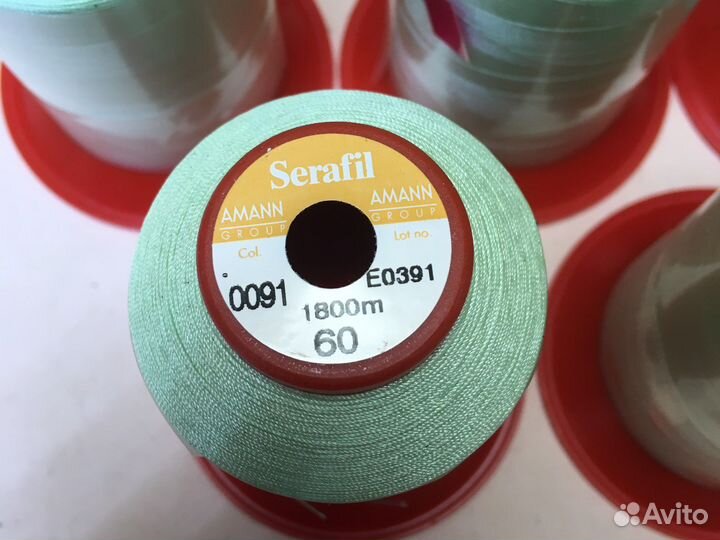 Serafil
AMANN AMANN
GROUP GROUP
Col. Lot no.
0091 E0391
1800m
60
Avito